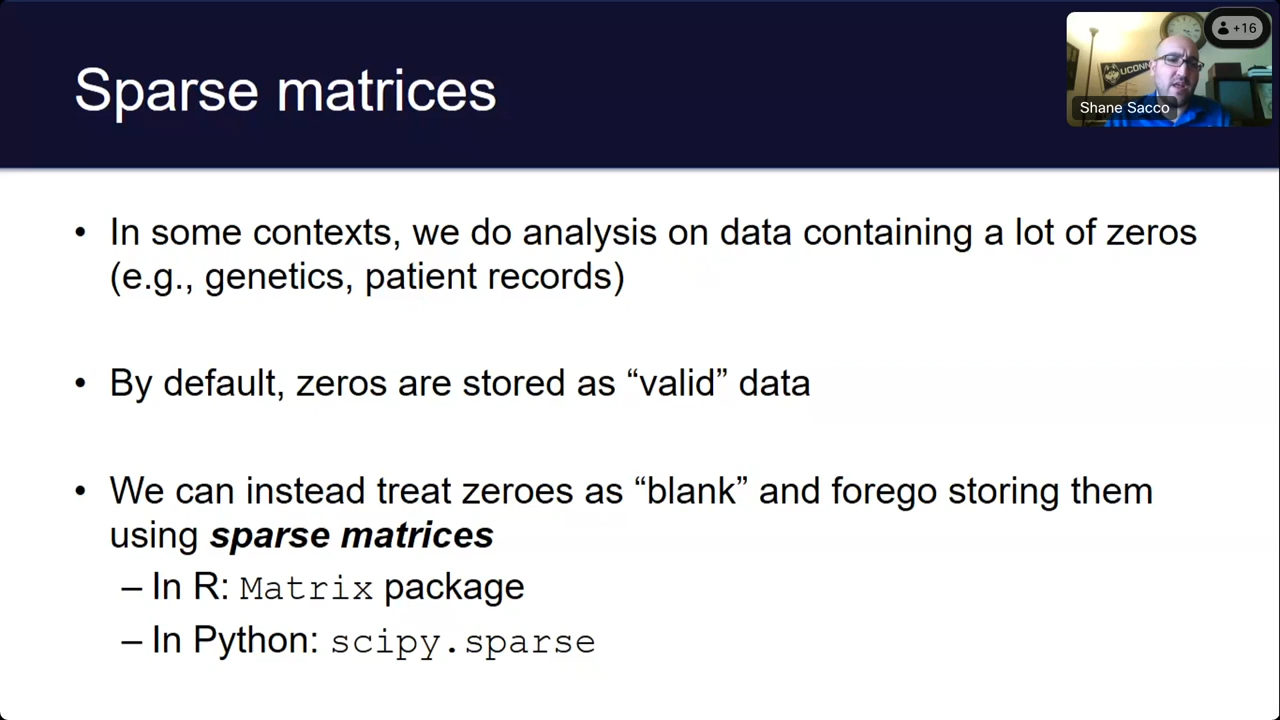 Sparse matrices
+16
UCONN
Shane Sacco
• In some contexts, we do analysis on data containing a lot of zeros
(e.g., genetics, patient records)
• By default, zeros are stored as “valid” data
• We can instead treat zeroes as “blank” and forego storing them
using sparse matrices
– In R: Matrix package
– In Python: scipy.sparse